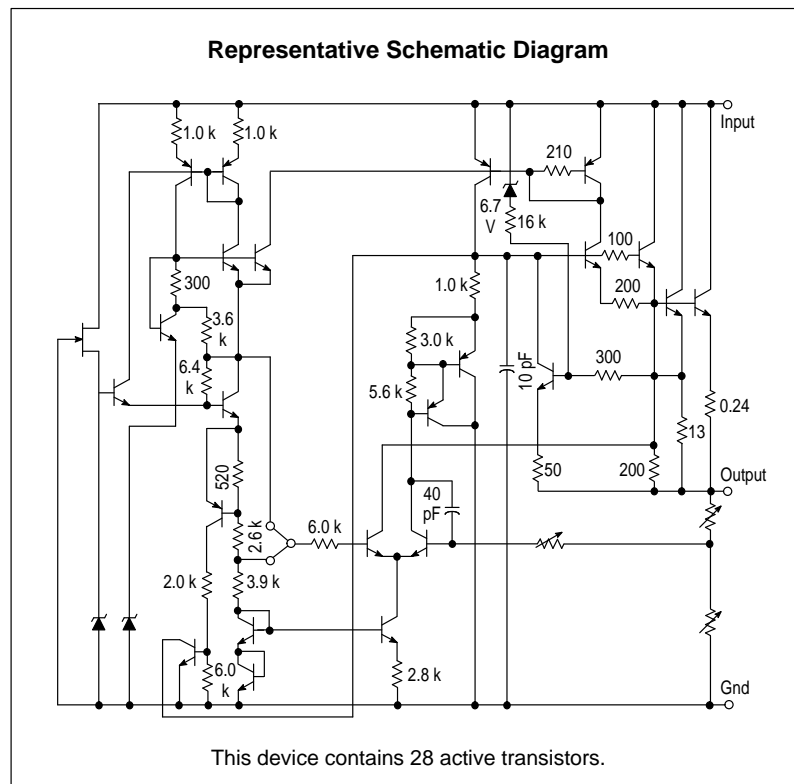 Representative Schematic Diagram
Input
1.0 k
1.0 k
210
6.7
V
16 k
100
300
1.0 k
200
3.6
k
3.0 k
6.4
k
10 pF
300
5.6 k
0.24
13
520
50
200
Output
40
pF
2.6 k
6.0 k
2.0 k
3.9 k
6.0
k
2.8 k
Gnd
This device contains 28 active transistors.